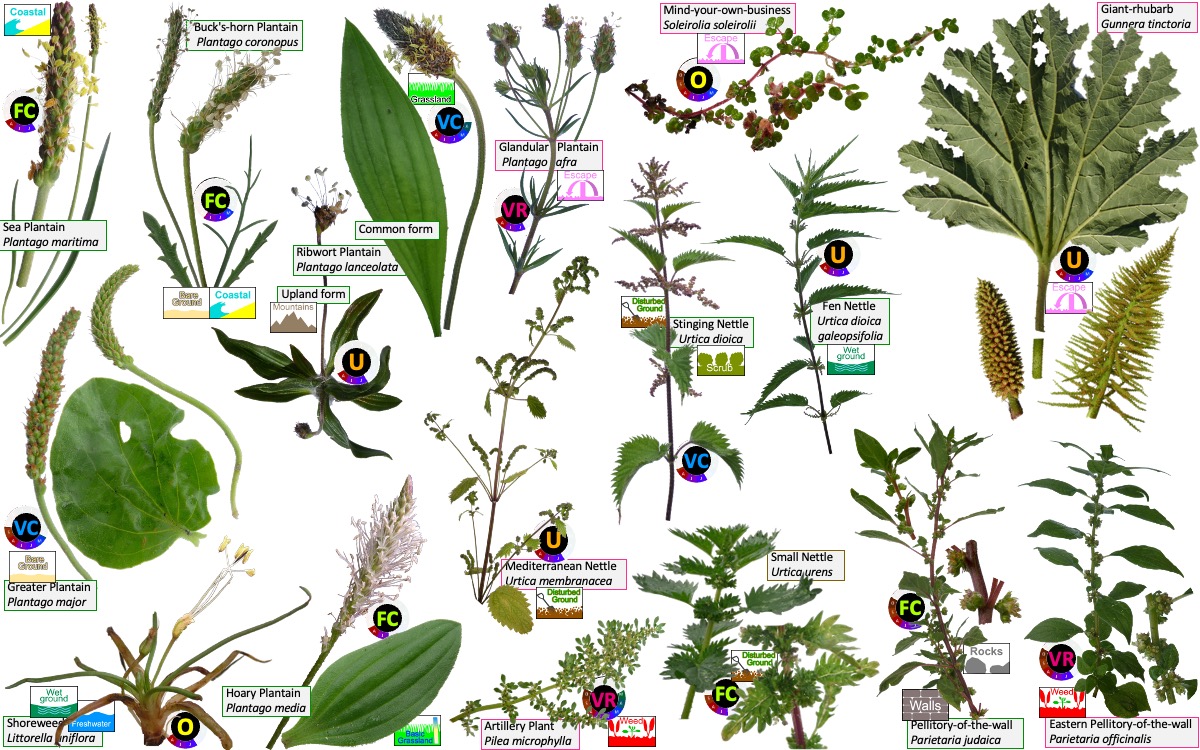 Coastal
FC
Sea Plantain
Plantago maritima
Buck's-horn Plantain
Plantago coronopus
FC
Bare
Ground
Coastal
Grassland
VC
Common form
Ribwort Plantain
Plantago lanceolata
Upland form
Mountains
U
Glandular Plantain
Plantago afra
Escape
VR
Mind-your-own-business
Soleirolia soleirolii
Escape
O
Giant-rhubarb
Gunnera tinctoria
U
Escape
Disturbed
Ground
Stinging Nettle
Urtica dioica
Scrub
VC
U
Fen Nettle
Urtica dioica
galeopsifolia
Wet
ground
VC
Bare
Ground
Greater Plantain
Plantago major
Wet
ground
Freshwater
Shoreweed
Littorella uniflora
O
FC
Hoary Plantain
Plantago media
Basic
Grassland
U
Mediterranean Nettle
Urtica membranacea
Disturbed
Ground
VR
Artillery Plant
Pilea microphylla
Weed
Small Nettle
Urtica urens
Disturbed
Ground
FC
FC
Rocks
Walls
Pellitory-of-the-wall
Parietaria judaica
VR
Weed
Eastern Pellitory-of-the-wall
Parietaria officinalis